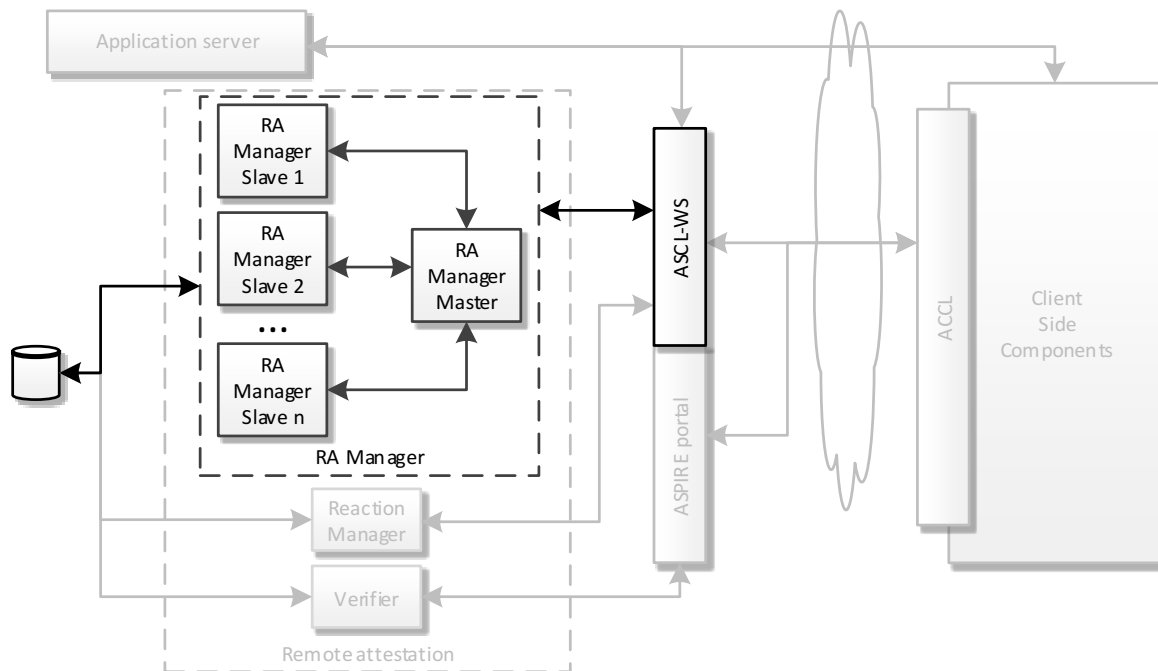 Application server
RA
Manager
Slave 1
RA
Manager
Slave 2
...
RA
Manager
Slave n
RA
Manager
Master
RA Manager
Reaction
Manager
Verifier
Remote attestation
ASCL-WS
ASPIRE portal
ACCL
Client
Side
Components